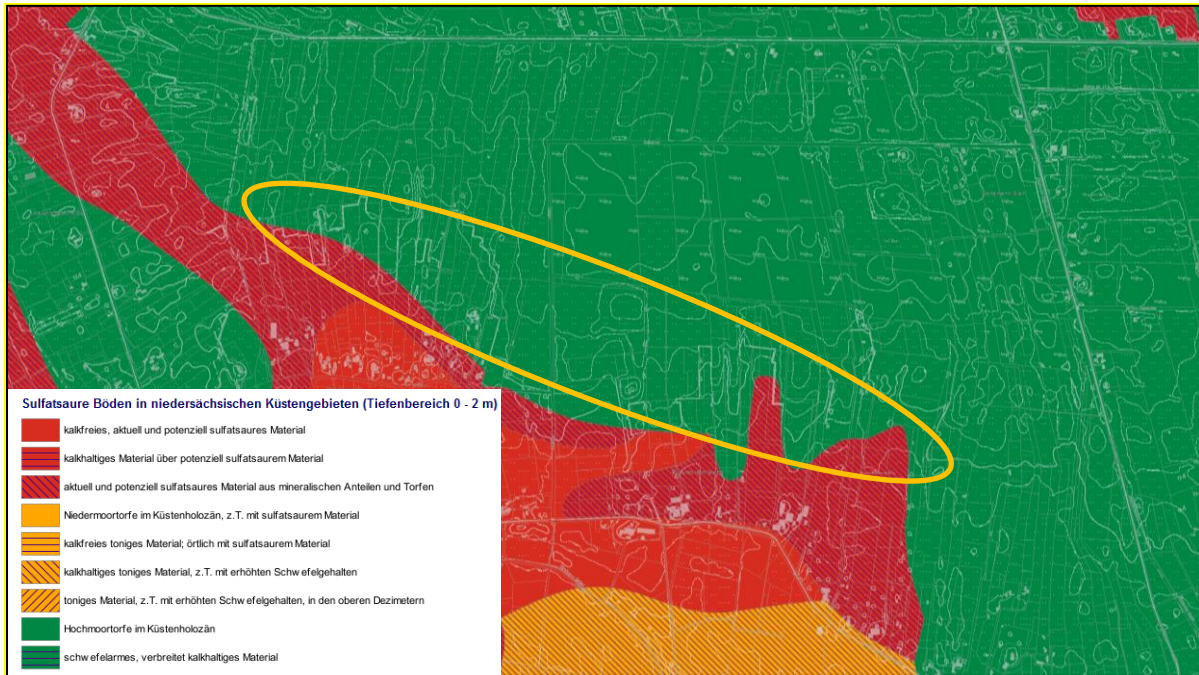 Sulfatsaure Böden in niedersächsischen Küstengebieten (Tiefenbereich 0 - 2 m)
kalkfreies, aktuell und potenziell sulfatsaures Material
kalkhaltiges Material über potenziell sulfatsaurem Material
aktuell und potenziell sulfatsaures Material aus mineralischen Anteilen und Torfen
Niedermoortorfe im Küstenholozän, z.T. mit sulfatsaurem Material
kalkfreies toniges Material; örtlich mit sulfatsaurem Material
kalkhaltiges toniges Material, z.T. mit erhöhten Schwefelgehalten
toniges Material, z.T. mit erhöhten Schwefelgehalten, in den oberen Dezimetern
Hochmoortorfe im Küstenholozän
schwefelarmes, verbreitet kalkhaltiges Material